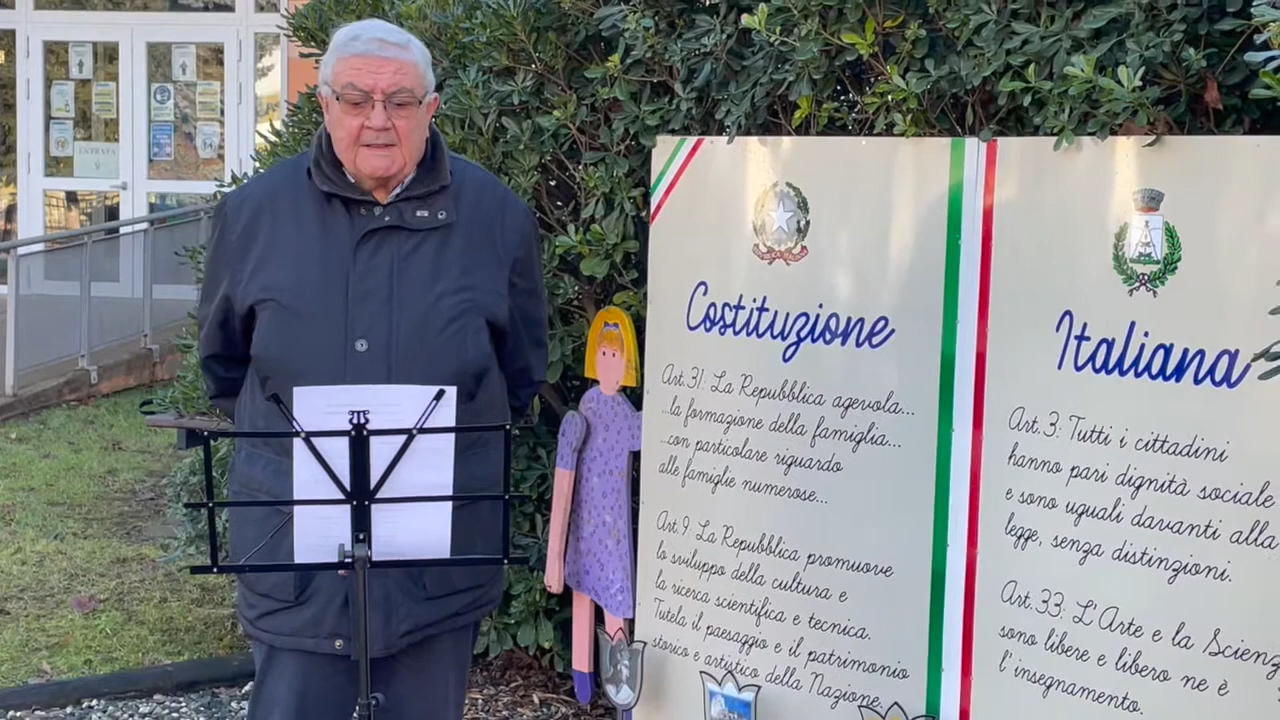 ENTRATA
Costituzione
Art.31: La Repubblica agevola...
...la formazione della famiglia...
...con particolare riguardo
alle famiglie numerose...
Art.9: La Repubblica promuove
lo sviluppo della cultura e
la ricerca scientifica e tecnica.
Tutela il paesaggio e il patrimonio
storico e artistico della Nazione.
Italiana
Art.3: Tutti i cittadini
hanno pari dignità sociale
e sono uguali davanti alla
legge, senza distinzioni.
Art.33: L'Arte e la Scienz
sono libere e libero ne è
l'insegnamento.